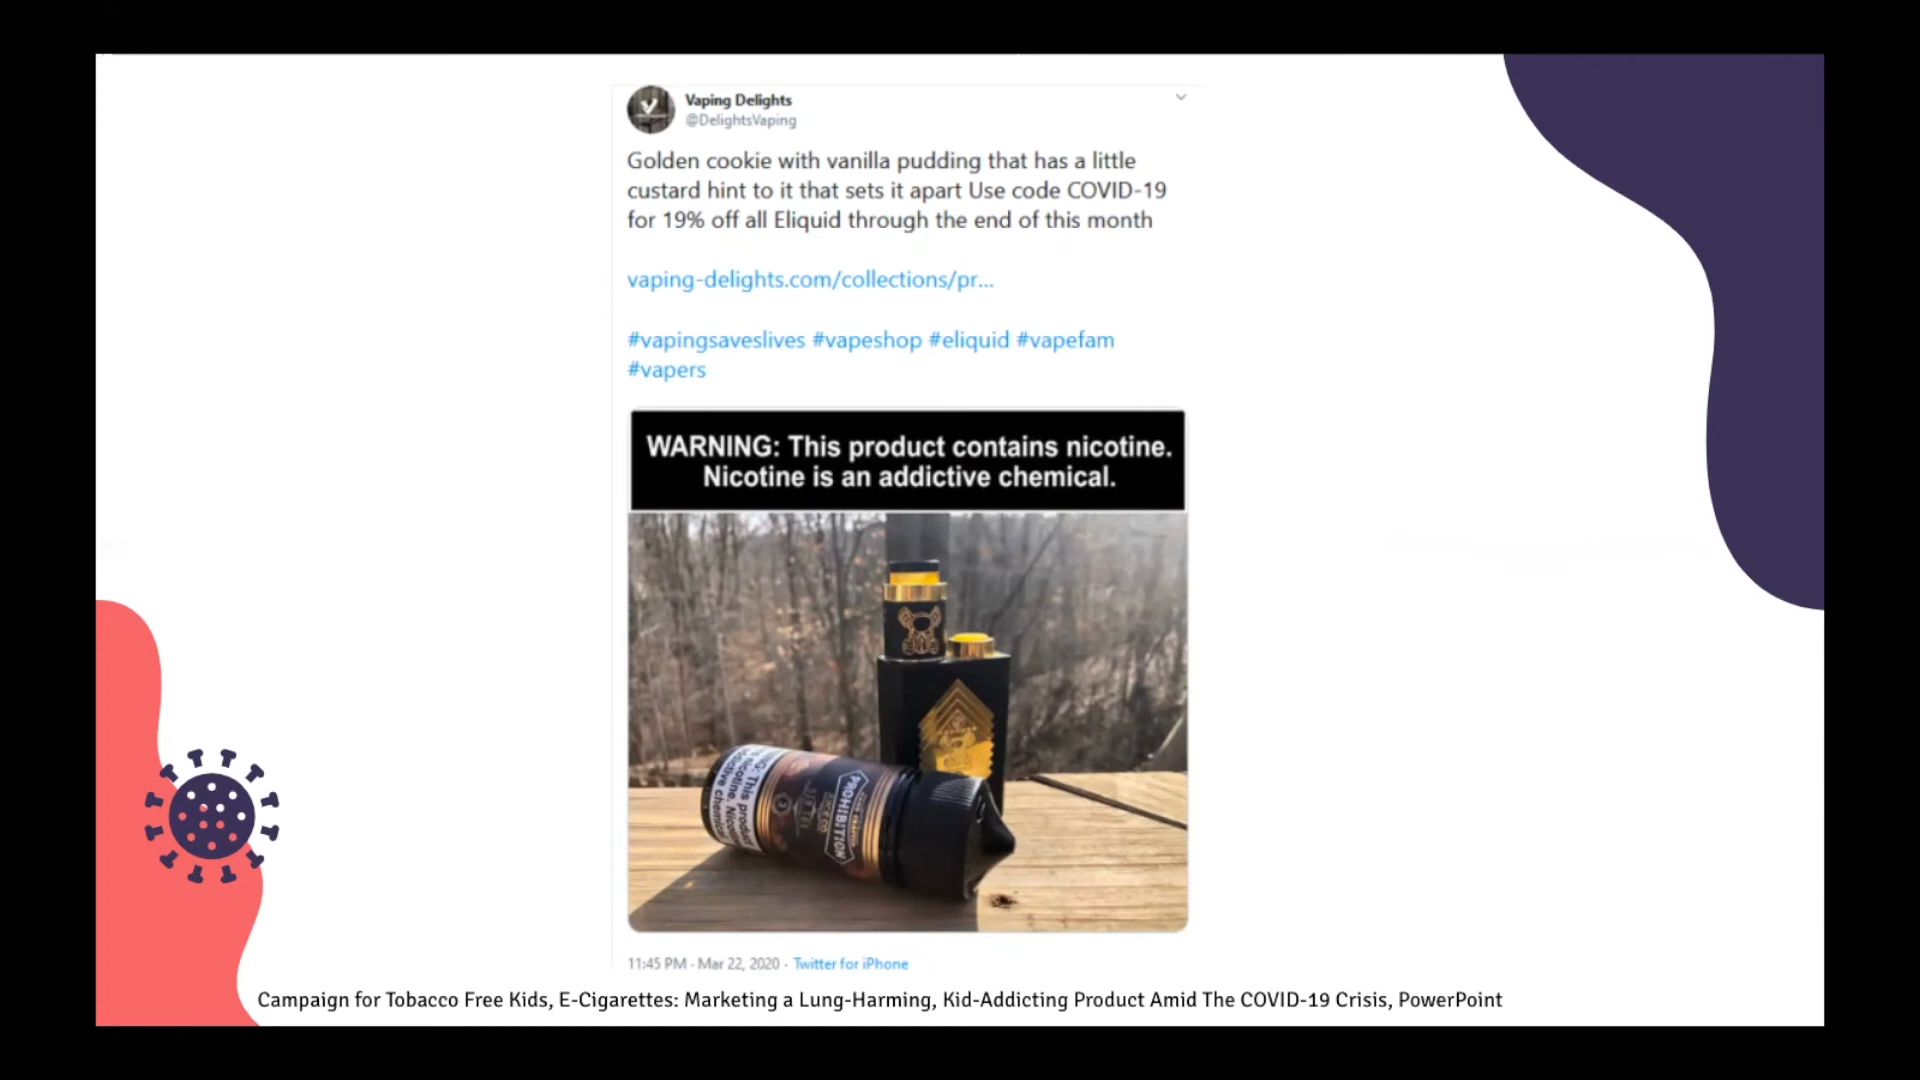 Vaping Delights
@DelightsVaping
Golden cookie with vanilla pudding that has a little
custard hint to it that sets it apart Use code COVID-19
for 19% off all Eliquid through the end of this month
vaping-delights.com/collections/pr...
#vapingsaveslives #vapeshop #eliquid #vapefam
#vapers
WARNING: This product contains nicotine.
Nicotine is an addictive chemical.
PROHIBITION
JUICE CO
11:45 PM · Mar 22, 2020 · Twitter for iPhone
Campaign for Tobacco Free Kids, E-Cigarettes: Marketing a Lung-Harming, Kid-Addicting Product Amid The COVID-19 Crisis, PowerPoint